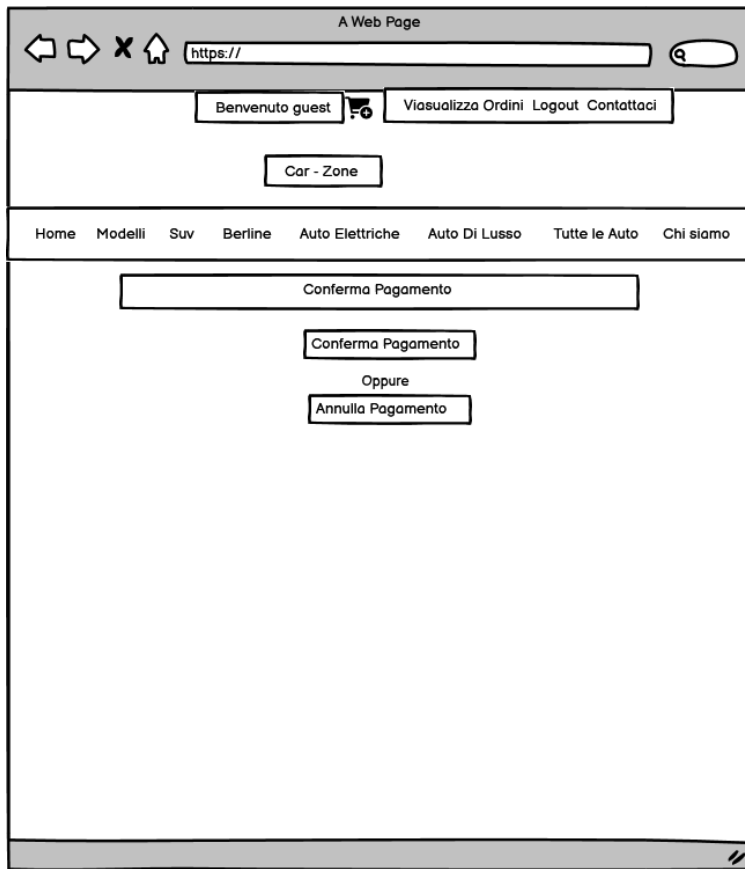 A Web Page
https://
Benvenuto guest
Viasualizza Ordini Logout Contattaci
Car - Zone
Home Modelli Suv Berline Auto Elettriche Auto Di Lusso Tutte le Auto Chi siamo
Conferma Pagamento
Conferma Pagamento
Oppure
Annulla Pagamento